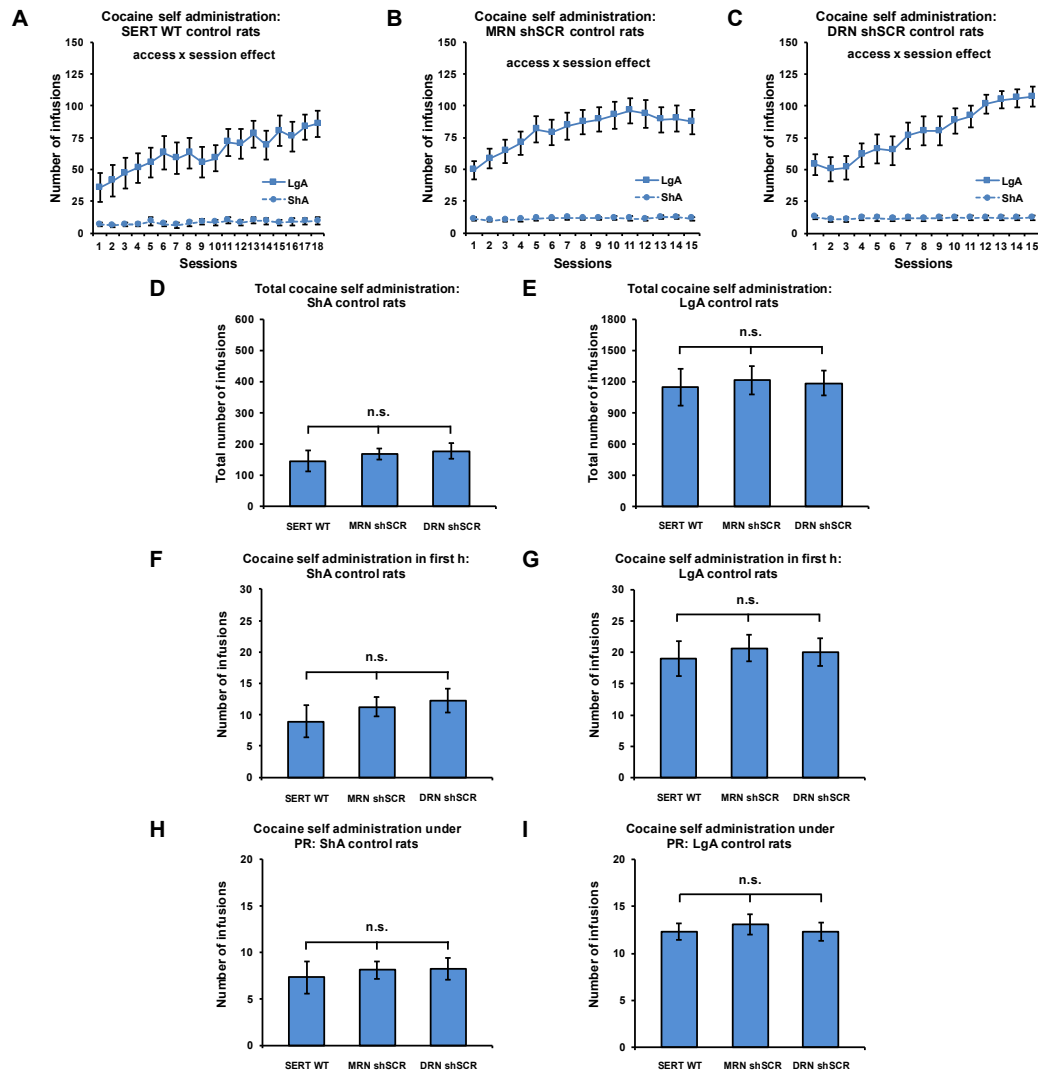 A
Cocaine self administration:
SERT WT control rats
150
125
100
75
50
25
0
Number of infusions
access x session effect
LgA
ShA
1 2 3 4 5 6 7 8 9 10 11 12 13 14 15 16 17 18
Sessions
B
Cocaine self administration:
MRN shSCR control rats
150
125
100
75
50
25
0
Number of infusions
access x session effect
LgA
ShA
1 2 3 4 5 6 7 8 9 10 11 12 13 14 15
Sessions
C
Cocaine self administration:
DRN shSCR control rats
150
125
100
75
50
25
0
Number of infusions
access x session effect
LgA
ShA
1 2 3 4 5 6 7 8 9 10 11 12 13 14 15
Sessions
D
Total cocaine self administration:
ShA control rats
600
500
400
300
200
100
0
Total number of infusions
n.s.
SERT WT MRN shSCR DRN shSCR
E
Total cocaine self administration:
LgA control rats
1800
1500
1200
900
600
300
0
Total number of infusions
n.s.
SERT WT MRN shSCR DRN shSCR
F
Cocaine self administration in first h:
ShA control rats
30
25
20
15
10
5
0
Number of infusions
n.s.
SERT WT MRN shSCR DRN shSCR
G
Cocaine self administration in first h:
LgA control rats
30
25
20
15
10
5
0
Number of infusions
n.s.
SERT WT MRN shSCR DRN shSCR
H
Cocaine self administration under
PR: ShA control rats
20
15
10
5
0
Number of infusions
n.s.
SERT WT MRN shSCR DRN shSCR
I
Cocaine self administration under
PR: LgA control rats
20
15
10
5
0
Number of infusions
n.s.
SERT WT MRN shSCR DRN shSCR